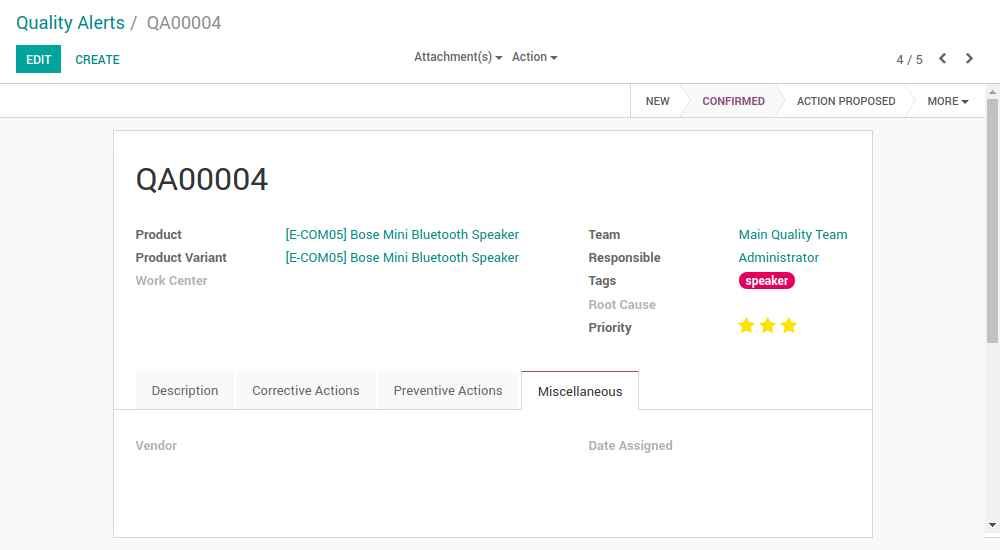 Quality Alerts / QA00004
EDIT CREATE Attachment(s) Action 4 / 5
NEW CONFIRMED ACTION PROPOSED MORE
QA00004
Product [E-COM05] Bose Mini Bluetooth Speaker Team Main Quality Team
Product Variant [E-COM05] Bose Mini Bluetooth Speaker Responsible Administrator
Work Center Tags speaker
Root Cause
Priority
Description Corrective Actions Preventive Actions Miscellaneous
Vendor Date Assigned